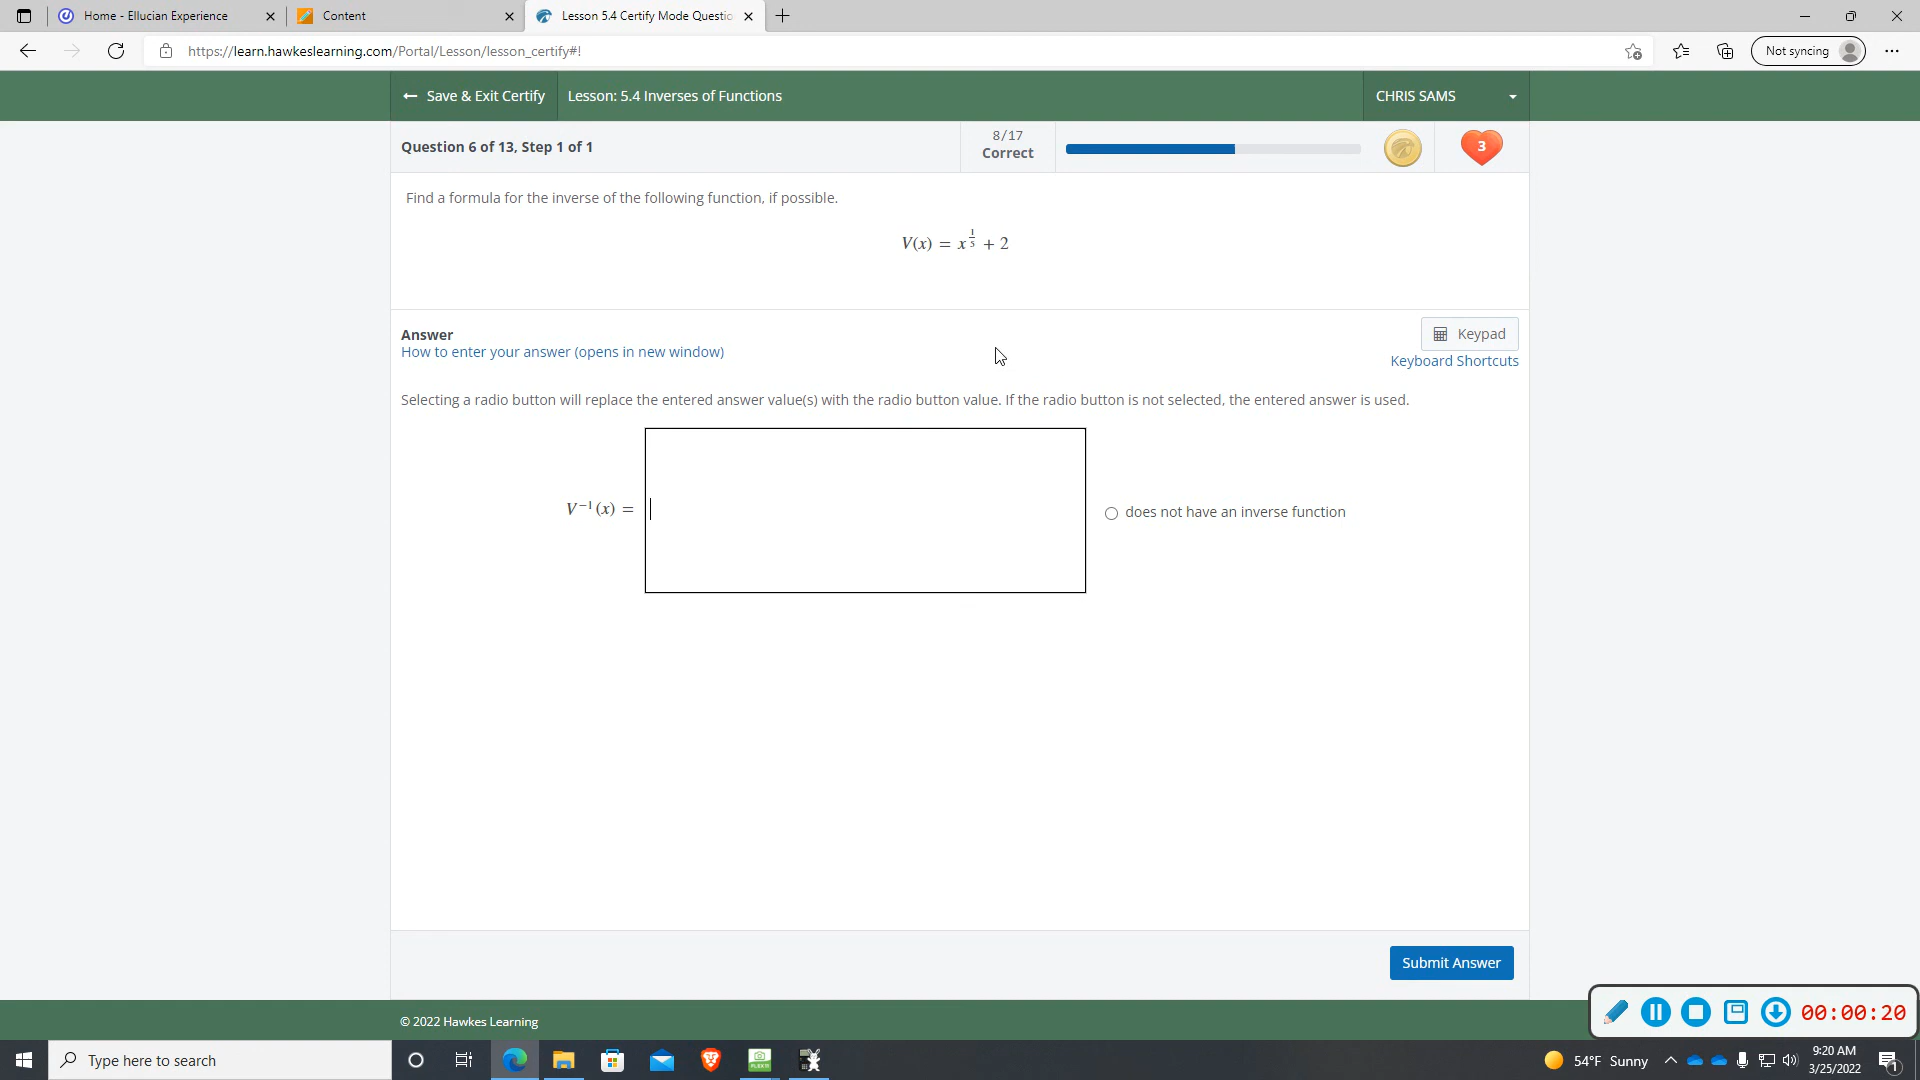 Home - Ellucian Experience
Content
Lesson 5.4 Certify Mode Questio
https://learn.hawkeslearning.com/Portal/Lesson/lesson_certify#!
Not syncing
← Save & Exit Certify
Lesson: 5.4 Inverses of Functions
CHRIS SAMS
Question 6 of 13, Step 1 of 1
8/17
Correct
3
Find a formula for the inverse of the following function, if possible.
V(x) = x^{1/5} + 2
Answer
How to enter your answer (opens in new window)
Keypad
Keyboard Shortcuts
Selecting a radio button will replace the entered answer value(s) with the radio button value. If the radio button is not selected, the entered answer is used.
V⁻¹(x) =
does not have an inverse function
Submit Answer
© 2022 Hawkes Learning
00:00:20
Type here to search
54°F Sunny
9:20 AM
3/25/2022
1